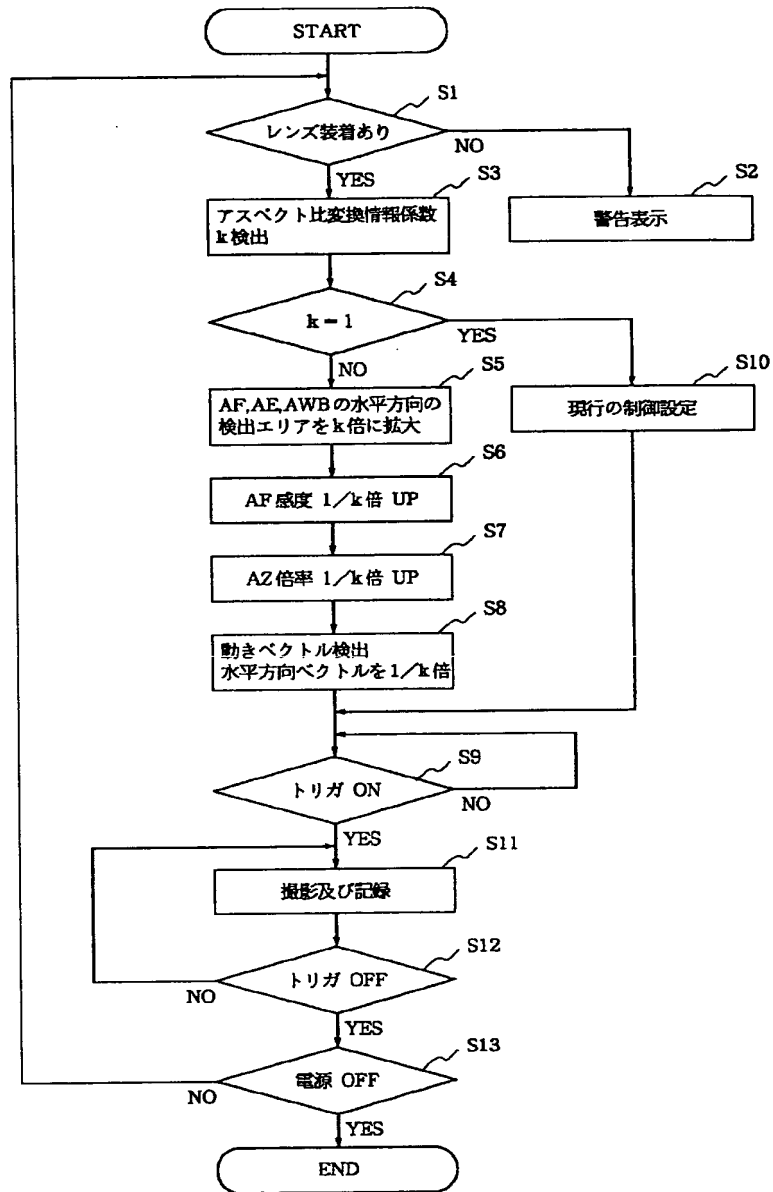 START
S1
レンズ装着あり
NO
YES
S3
S2
アスペクト比変換情報係数
k検出
警告表示
S4
k = 1
YES
NO
S5
S10
AF,AE,AWBの水平方向の
検出エリアをk倍に拡大
現行の制御設定
S6
AF感度 1／k倍 UP
S7
AZ倍率 1／k倍 UP
S8
動きベクトル検出
水平方向ベクトルを1／k倍
S9
トリガ ON
NO
YES
S11
撮影及び記録
S12
トリガ OFF
NO
YES
S13
電源 OFF
NO
YES
END